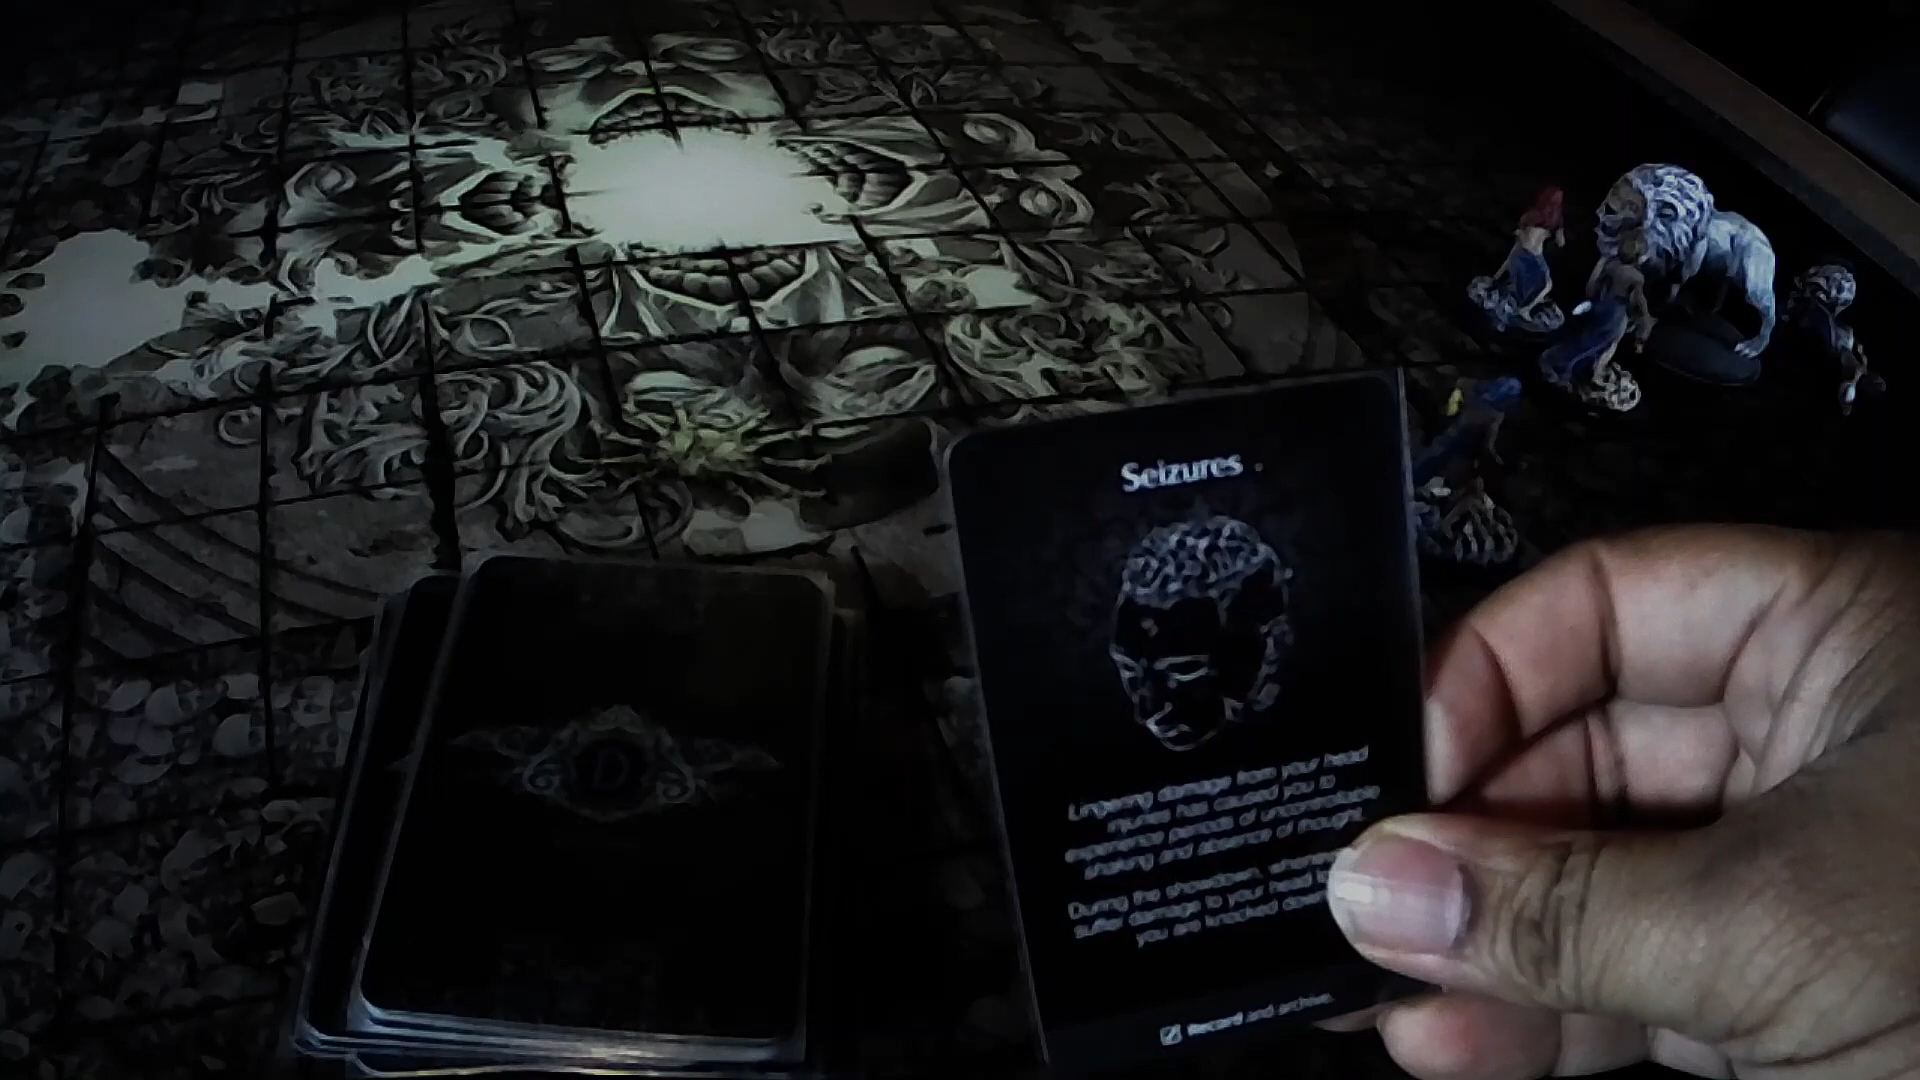 Seizures
D
Lingering damage from your head
injuries has caused you to
experience periods of uncontrollable
shaking and absence of thought.
During the showdown, whenever
suffer damage to your head
you are knocked down
Record and archive.